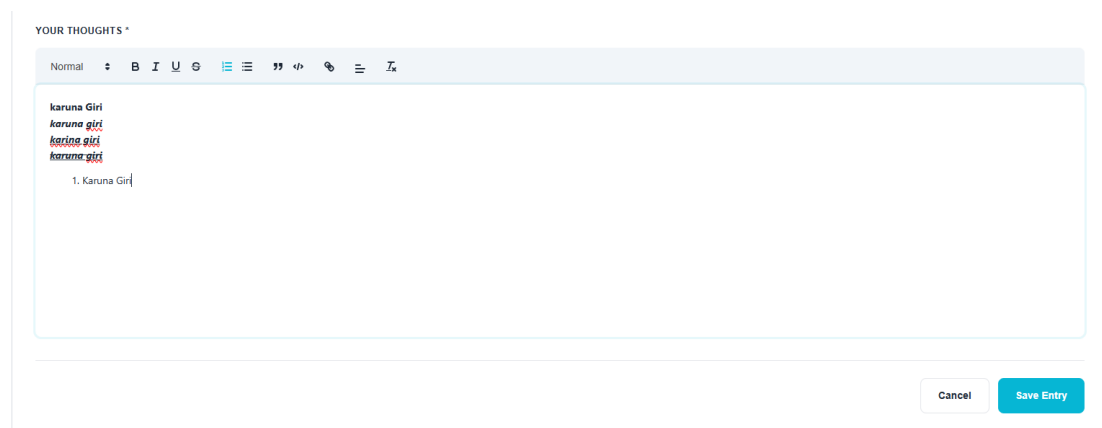 YOUR THOUGHTS *
Normal B I U S
karuna Giri
karuna giri
karina giri
karuna giri
1. Karuna Giri
Cancel Save Entry